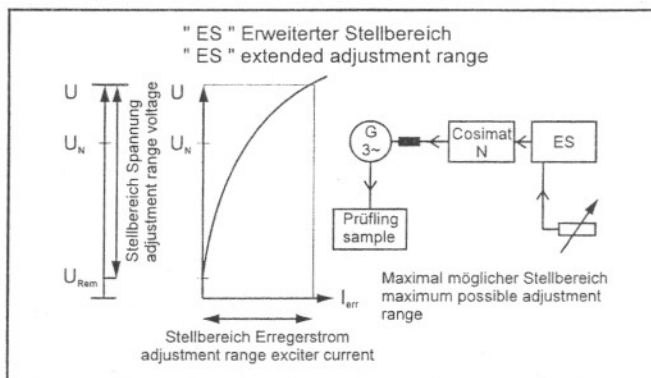 " ES " Erweiterter Stellbereich
" ES " extended adjustment range
U
U
U_N
U_N
U_Rem
Stellbereich Spannung
adjustment range voltage
I_err
Stellbereich Erregerstrom
adjustment range exciter current
G
3~
Cosimat
N
ES
Prüfling
sample
Maximal möglicher Stellbereich
maximum possible adjustment
range